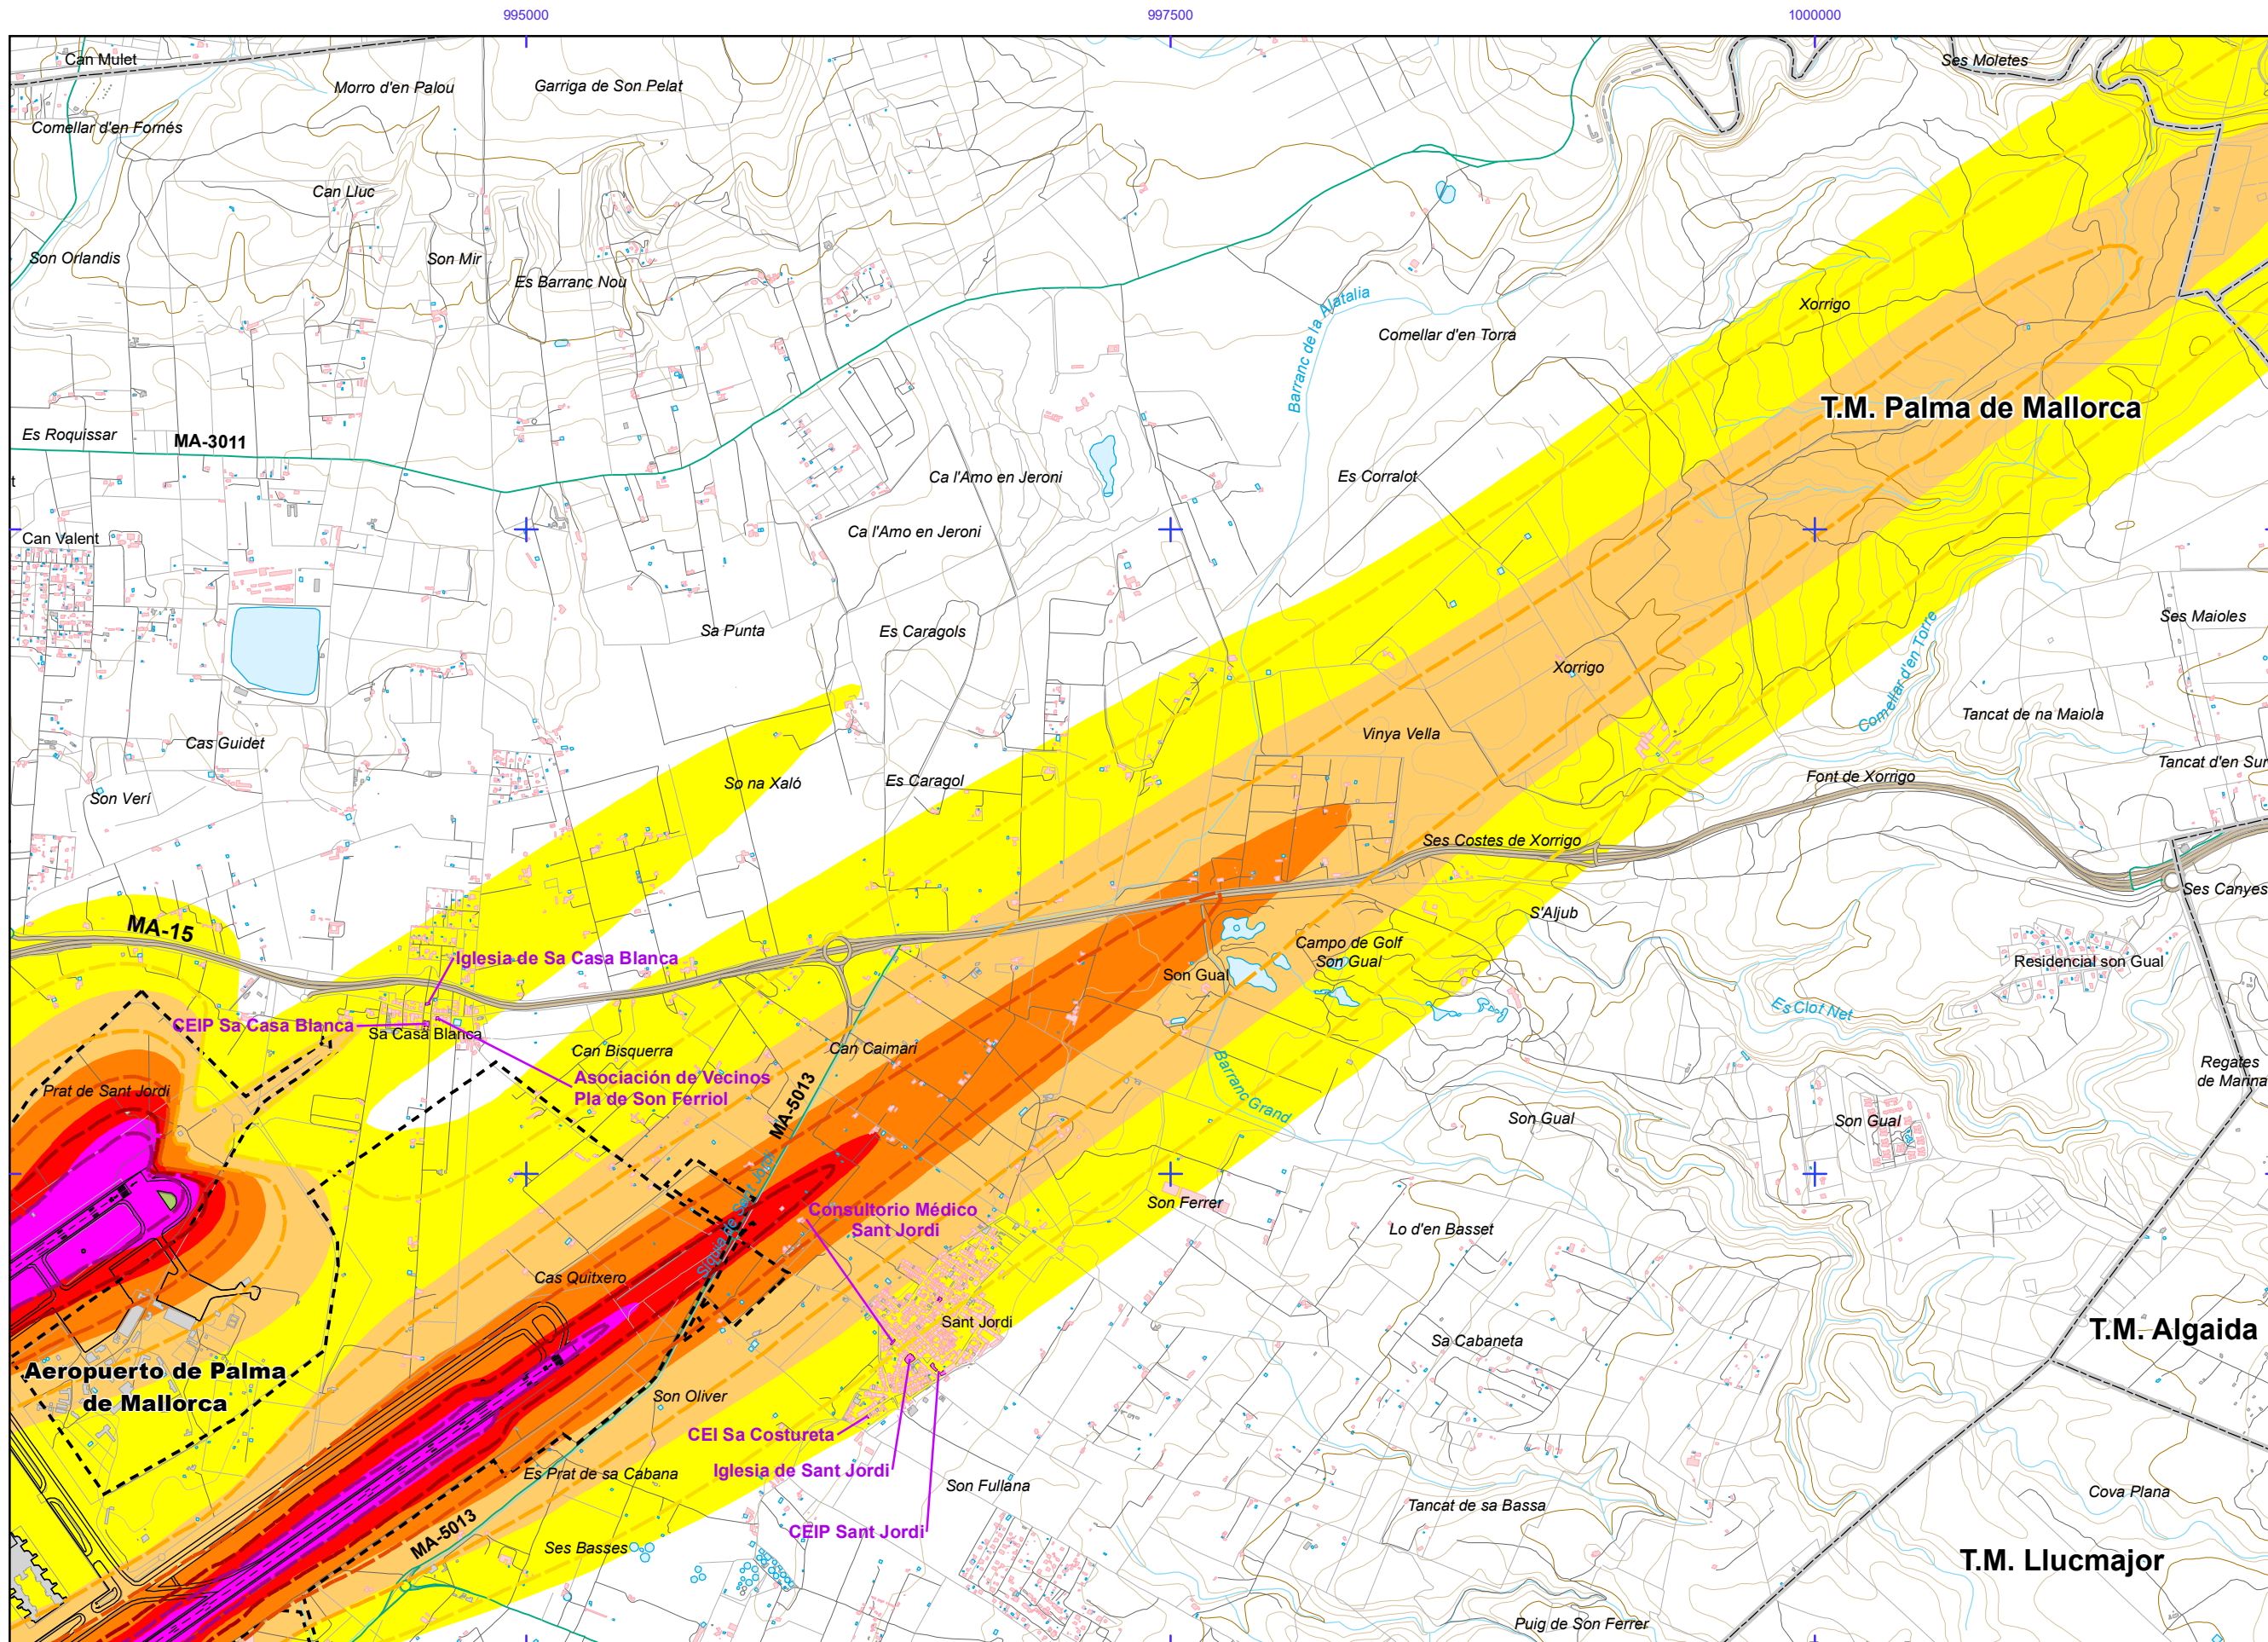 995000
997500
1000000
Can Mulet
Morro d'en Palou
Garriga de Son Pelat
Ses Moletes
Comellar d'en Fornés
Can Lluc
Son Orlandis
Son Mir
Es Barranc Nou
Barranc de la Alatalia
Comellar d'en Torra
Xorrigo
T.M. Palma de Mallorca
Es Roquissar
MA-3011
Ca l'Amo en Jeroni
Es Corralot
t
Can Valent
Ca l'Amo en Jeroni
Sa Punta
Es Caragols
Ses Maioles
Xorrigo
Comellar d'en Torre
Tancat de na Maiola
Cas Guidet
Vinya Vella
Tancat d'en Sur
Son Verí
So na Xaló
Es Caragol
Font de Xorrigo
Ses Costes de Xorrigo
Ses Canyes
MA-15
S'Aljub
Iglesia de Sa Casa Blanca
Campo de Golf
Son Gual
Son Gual
Residencial son Gual
CEIP Sa Casa Blanca
Sa Casa Blanca
Es Clof Net
Can Bisquerra
Can Caimari
Regates
de Marina
Asociación de Vecinos
Pla de Son Ferriol
Prat de Sant Jordi
MA-5013
Barranc Grand
Son Gual
Son Gual
Siquia de Sant Jordi
Consultorio Médico
Sant Jordi
Son Ferrer
Lo d'en Basset
Cas Quitxero
Sant Jordi
Sa Cabaneta
T.M. Algaida
Aeropuerto de Palma
de Mallorca
Son Oliver
CEI Sa Costureta
Iglesia de Sant Jordi
Es Prat de sa Cabana
Son Fullana
Tancat de sa Bassa
Cova Plana
CEIP Sant Jordi
MA-5013
Ses Basses
T.M. Llucmajor
Puig de Son Ferrer